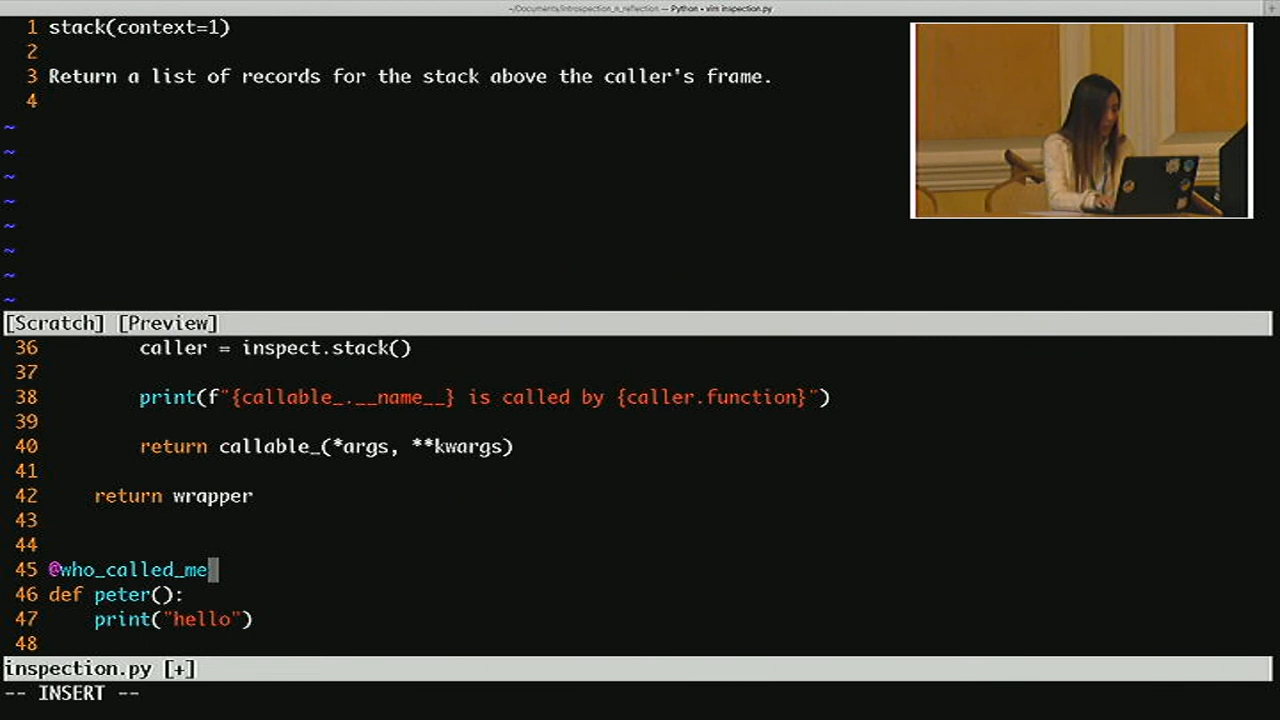 ~/Documents/introspection_n_reflection — Python • vim inspection.py
1 stack(context=1)
2
3 Return a list of records for the stack above the caller's frame.
4
~
~
~
~
~
~
~
~
[Scratch] [Preview]
36         caller = inspect.stack()
37
38         print(f"{callable_.__name__} is called by {caller.function}")
39
40         return callable_(*args, **kwargs)
41
42     return wrapper
43
44
45 @who_called_me
46 def peter():
47     print("hello")
48
inspection.py [+]
-- INSERT --